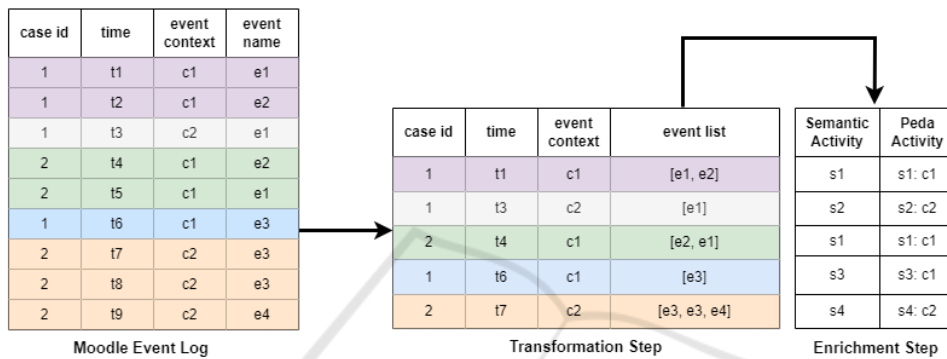 case id time event context event name
1 t1 c1 e1
1 t2 c1 e2
1 t3 c2 e1
2 t4 c1 e2
2 t5 c1 e1
1 t6 c1 e3
2 t7 c2 e3
2 t8 c2 e3
2 t9 c2 e4
Moodle Event Log
case id time event context event list
1 t1 c1 [e1, e2]
1 t3 c2 [e1]
2 t4 c1 [e2, e1]
1 t6 c1 [e3]
2 t7 c2 [e3, e3, e4]
Transformation Step
Semantic Activity Peda Activity
s1 s1: c1
s2 s2: c2
s1 s1: c1
s3 s3: c1
s4 s4: c2
Enrichment Step